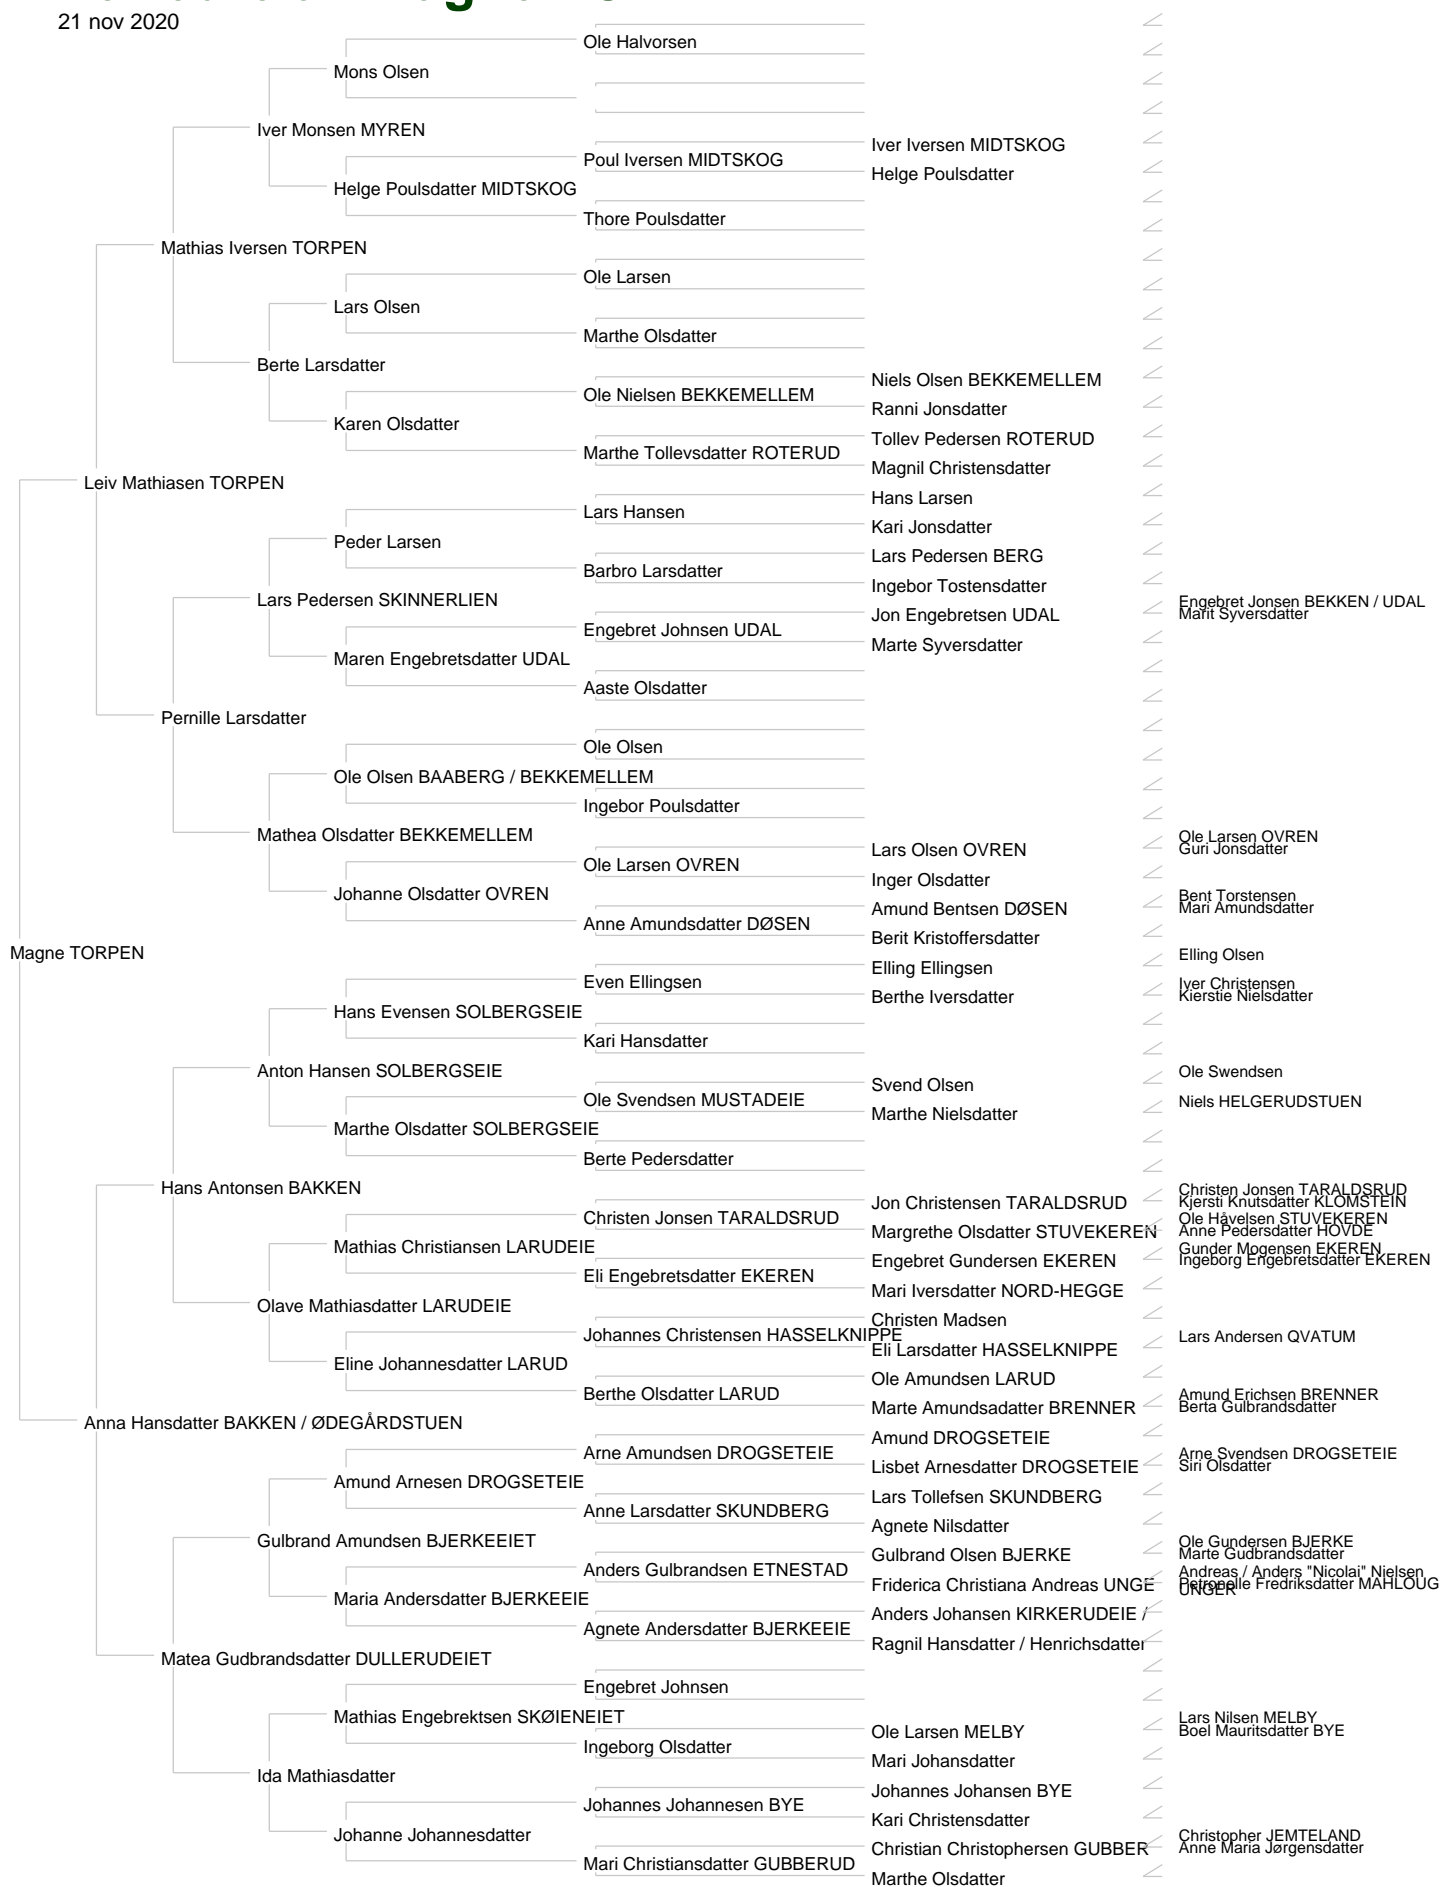 21 nov 2020
Ole Halvorsen
Mons Olsen
Iver Monsen MYREN
Iver Iversen MIDTSKOG
Poul Iversen MIDTSKOG
Helge Poulsdatter
Helge Poulsdatter MIDTSKOG
Thore Poulsdatter
Mathias Iversen TORPEN
Ole Larsen
Lars Olsen
Marthe Olsdatter
Berte Larsdatter
Niels Olsen BEKKEMELLEM
Ole Nielsen BEKKEMELLEM
Ranni Jonsdatter
Karen Olsdatter
Tollev Pedersen ROTERUD
Marthe Tollevsdatter ROTERUD
Magnil Christensdatter
Leiv Mathiasen TORPEN
Hans Larsen
Lars Hansen
Kari Jonsdatter
Peder Larsen
Lars Pedersen BERG
Barbro Larsdatter
Ingebor Tostensdatter
Lars Pedersen SKINNERLIEN
Engebret Jonsen BEKKEN / UDAL
Marit Syversdatter
Jon Engebretsen UDAL
Engebret Johnsen UDAL
Marte Syversdatter
Maren Engebretsdatter UDAL
Aaste Olsdatter
Pernille Larsdatter
Ole Olsen
Ole Olsen BAABERG / BEKKEMELLEM
Ingebor Poulsdatter
Mathea Olsdatter BEKKEMELLEM
Ole Larsen OVREN
Guri Jonsdatter
Lars Olsen OVREN
Ole Larsen OVREN
Inger Olsdatter
Johanne Olsdatter OVREN
Bent Torstensen
Mari Amundsdatter
Amund Bentsen DØSEN
Anne Amundsdatter DØSEN
Berit Kristoffersdatter
Magne TORPEN
Elling Olsen
Elling Ellingsen
Even Ellingsen
Iver Christensen
Kierstie Nielsdatter
Berthe Iversdatter
Hans Evensen SOLBERGSEIE
Kari Hansdatter
Anton Hansen SOLBERGSEIE
Ole Swendsen
Svend Olsen
Ole Svendsen MUSTADEIE
Niels HELGERUDSTUEN
Marthe Nielsdatter
Marthe Olsdatter SOLBERGSEIE
Berte Pedersdatter
Hans Antonsen BAKKEN
Christen Jonsen TARALDSRUD
Kjersti Knutsdatter KLOMSTEIN
Jon Christensen TARALDSRUD
Christen Jonsen TARALDSRUD
Ole Håvelsen STUVEKEREN
Anne Pedersdatter HOVDE
Margrethe Olsdatter STUVEKEREN
Mathias Christiansen LARUDEIE
Gunder Mogensen EKEREN
Ingeborg Engebretsdatter EKEREN
Engebret Gundersen EKEREN
Eli Engebretsdatter EKEREN
Mari Iversdatter NORD-HEGGE
Olave Mathiasdatter LARUDEIE
Christen Madsen
Johannes Christensen HASSELKNIPPE
Lars Andersen QVATUM
Eli Larsdatter HASSELKNIPPE
Eline Johannesdatter LARUD
Ole Amundsen LARUD
Berthe Olsdatter LARUD
Amund Erichsen BRENNER
Berta Gulbrandsdatter
Marte Amundsadatter BRENNER
Anna Hansdatter BAKKEN / ØDEGÅRDSTUEN
Amund DROGSETEIE
Arne Amundsen DROGSETEIE
Arne Svendsen DROGSETEIE
Siri Olsdatter
Lisbet Arnesdatter DROGSETEIE
Amund Arnesen DROGSETEIE
Lars Tollefsen SKUNDBERG
Anne Larsdatter SKUNDBERG
Agnete Nilsdatter
Gulbrand Amundsen BJERKEEIET
Ole Gundersen BJERKE
Marte Gudbrandsdatter
Gulbrand Olsen BJERKE
Anders Gulbrandsen ETNESTAD
Andreas / Anders "Nicolai" Nielsen
UNGER
Petronelle Fredriksdatter MAHLOUG
Friderica Christiana Andreas UNGE
Maria Andersdatter BJERKEEIE
Anders Johansen KIRKERUDEIE /
Agnete Andersdatter BJERKEEIE
Ragnil Hansdatter / Henrichsdatter
Matea Gudbrandsdatter DULLERUDEIET
Engebret Johnsen
Mathias Engebrektsen SKØIENEIET
Lars Nilsen MELBY
Boel Mauritsdatter BYE
Ole Larsen MELBY
Ingeborg Olsdatter
Mari Johansdatter
Ida Mathiasdatter
Johannes Johansen BYE
Johannes Johannesen BYE
Kari Christensdatter
Johanne Johannesdatter
Christopher JEMTELAND
Anne Maria Jørgensdatter
Christian Christophersen GUBBER
Mari Christiansdatter GUBBERUD
Marthe Olsdatter